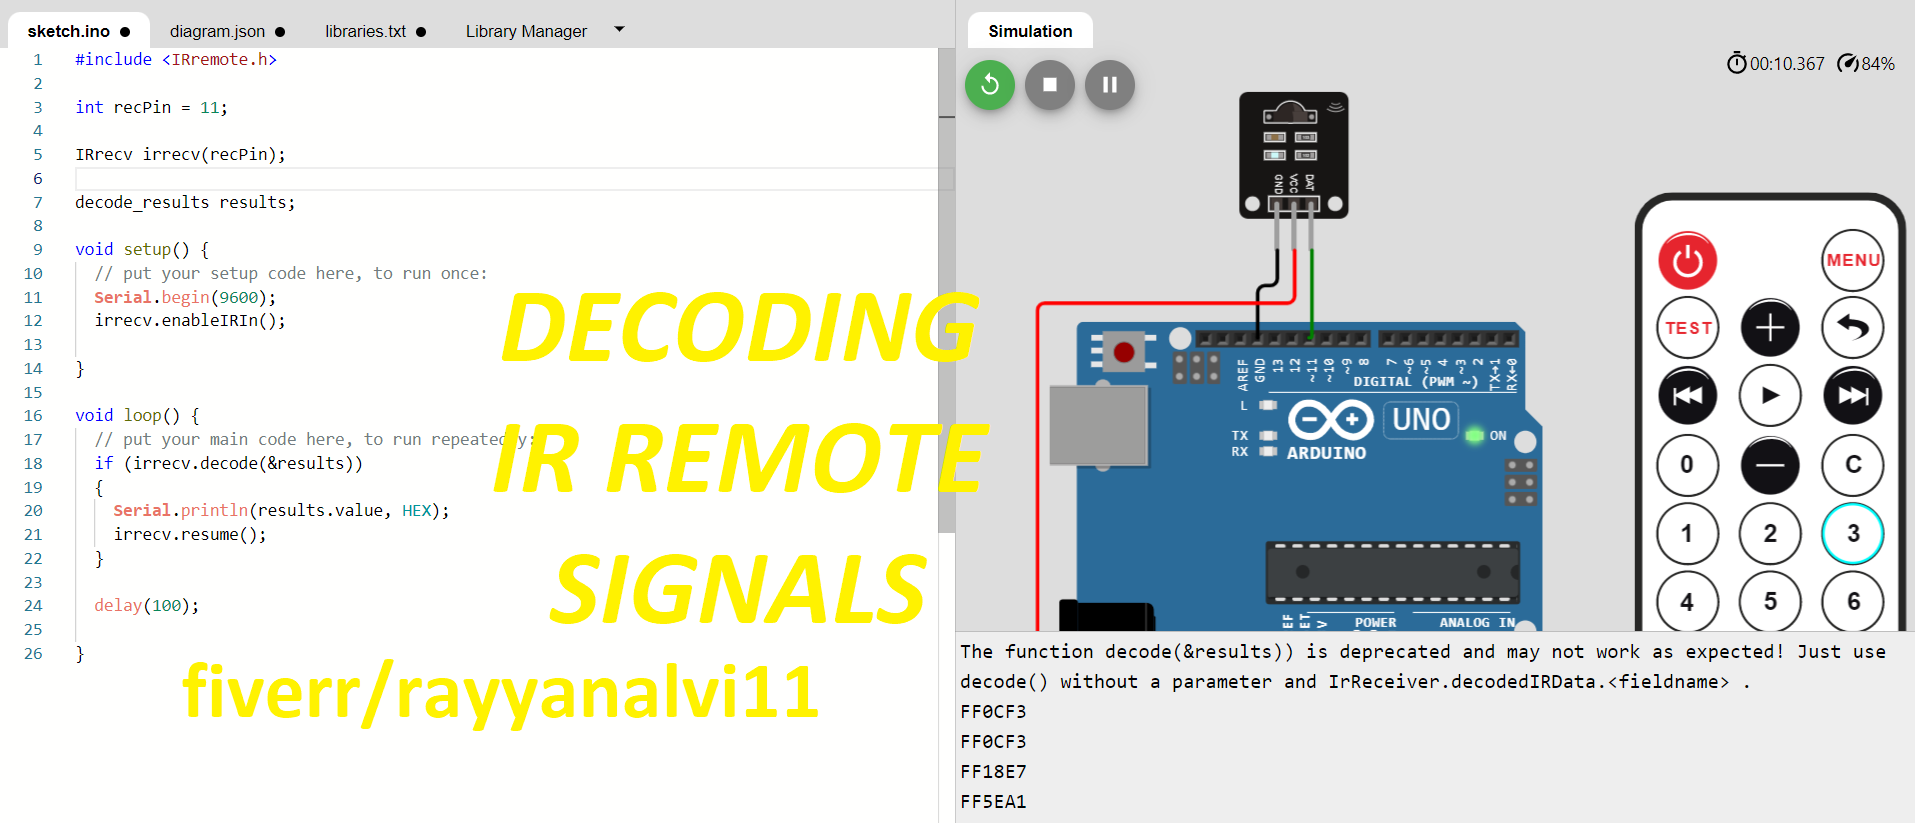 sketch.ino
diagram.json
libraries.txt
Library Manager
1 #include <IRremote.h>
2
3 int recPin = 11;
4
5 IRrecv irrecv(recPin);
6
7 decode_results results;
8
9 void setup() {
10 // put your setup code here, to run once:
11 Serial.begin(9600);
12 irrecv.enableIRIn();
13
14 }
15
16 void loop() {
17 // put your main code here, to run repeatedly:
18 if (irrecv.decode(&results))
19 {
20 Serial.println(results.value, HEX);
21 irrecv.resume();
22 }
23
24 delay(100);
25
26 }
DECODING
IR REMOTE
SIGNALS
fiverr/rayyanalvi11
Simulation
00:10.367 84%
GND VCC DAT
AREF GND 13 12 ~11 ~10 ~9 8 7 ~6 ~5 4 ~3 2 TX→1 RX←0
DIGITAL (PWM ~)
L
TX
RX
UNO
ON
ARDUINO
POWER
ANALOG IN
MENU
TEST
0
C
1 2 3
4 5 6
The function decode(&results)) is deprecated and may not work as expected! Just use
decode() without a parameter and IrReceiver.decodedIRData.<fieldname> .
FF0CF3
FF0CF3
FF18E7
FF5EA1